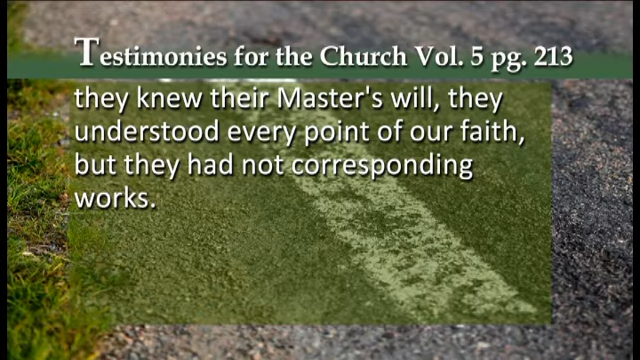 Testimonies for the Church Vol. 5 pg. 213
they knew their Master's will, they
understood every point of our faith,
but they had not corresponding
works.